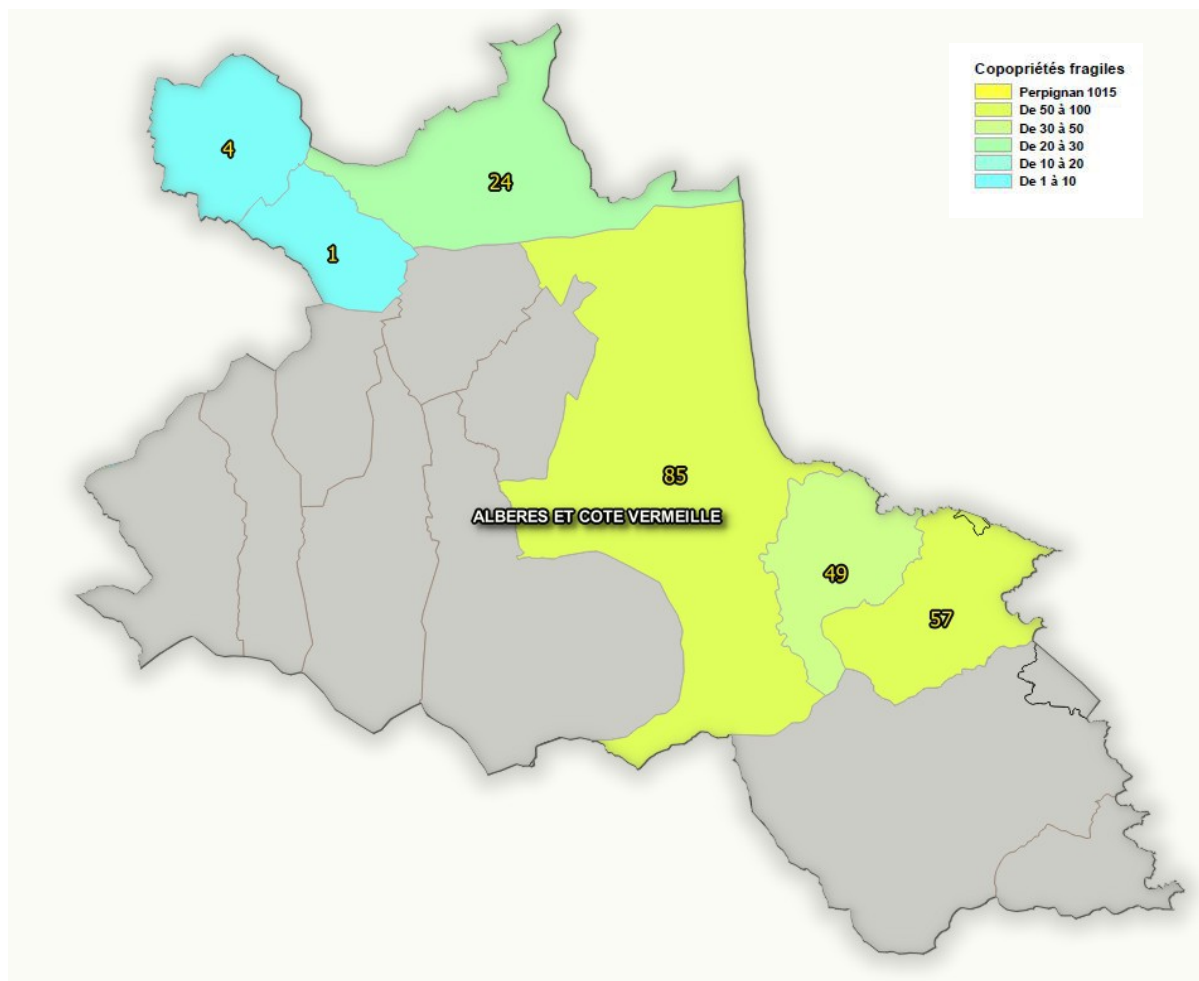 Copopriétés fragiles
Perpignan 1015
De 50 à 100
De 30 à 50
De 20 à 30
De 10 à 20
De 1 à 10
4
24
1
85
ALBERES ET COTE VERMEILLE
49
57